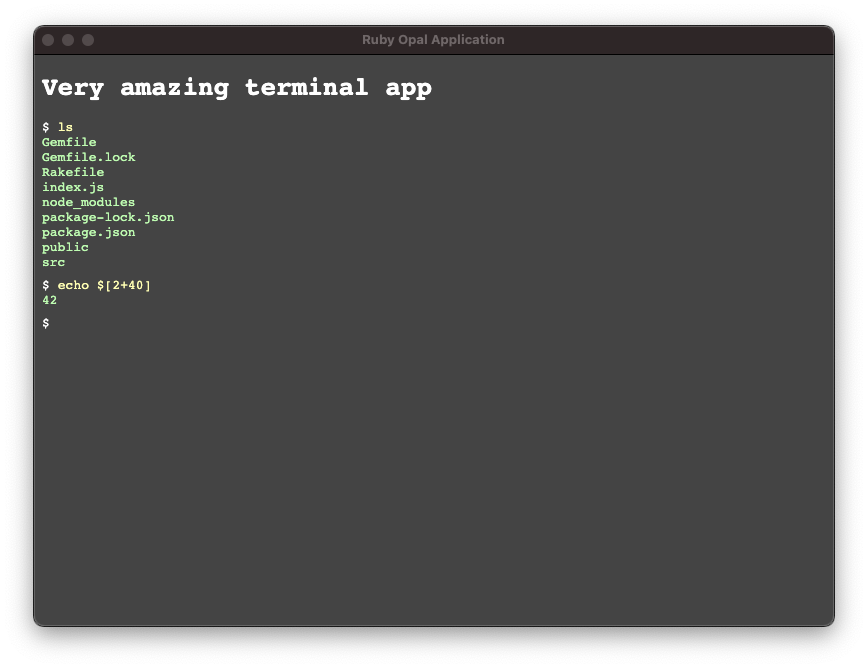 Ruby Opal Application
Very amazing terminal app
$ ls
Gemfile
Gemfile.lock
Rakefile
index.js
node_modules
package-lock.json
package.json
public
src
$ echo $[2+40]
42
$